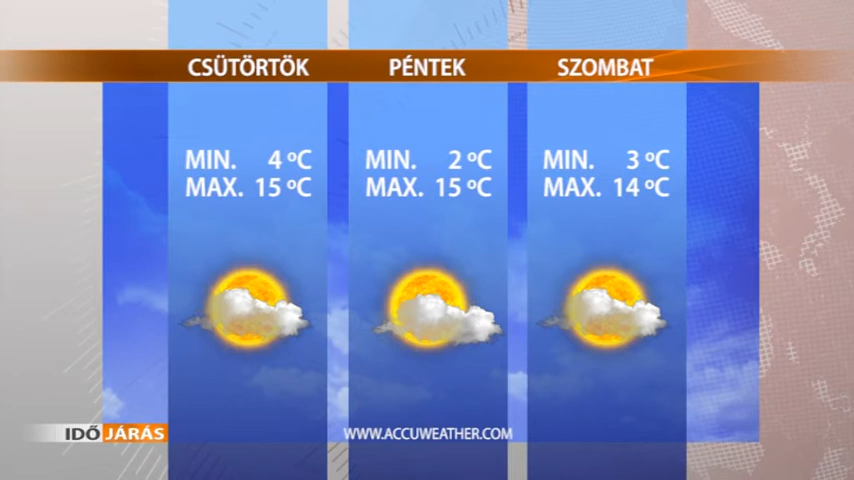 CSÜTÖRTÖK PÉNTEK SZOMBAT
MIN. 4 ºC MIN. 2 ºC MIN. 3 ºC
MAX. 15 ºC MAX. 15 ºC MAX. 14 ºC
IDŐJÁRÁS WWW.ACCUWEATHER.COM